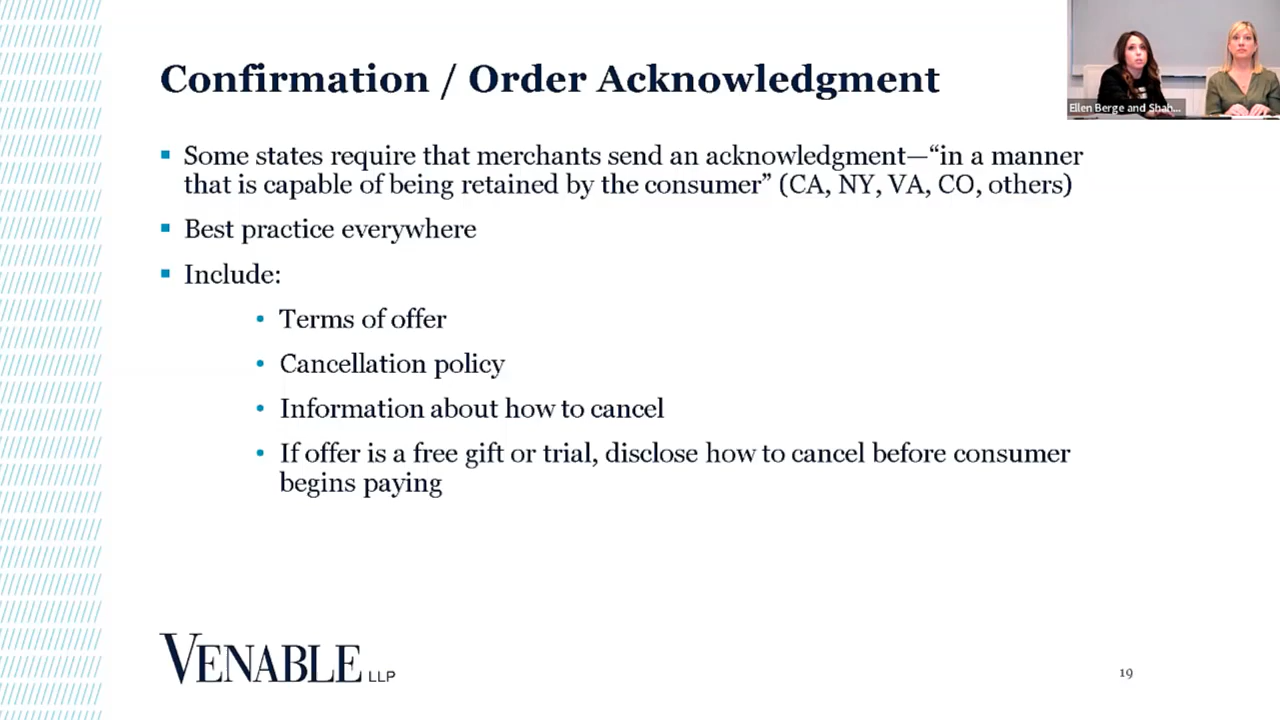 Confirmation / Order Acknowledgment
Ellen Berge and Shah...
Some states require that merchants send an acknowledgment—“in a manner
that is capable of being retained by the consumer” (CA, NY, VA, CO, others)
Best practice everywhere
Include:
Terms of offer
Cancellation policy
Information about how to cancel
If offer is a free gift or trial, disclose how to cancel before consumer
begins paying
VENABLE LLP
19